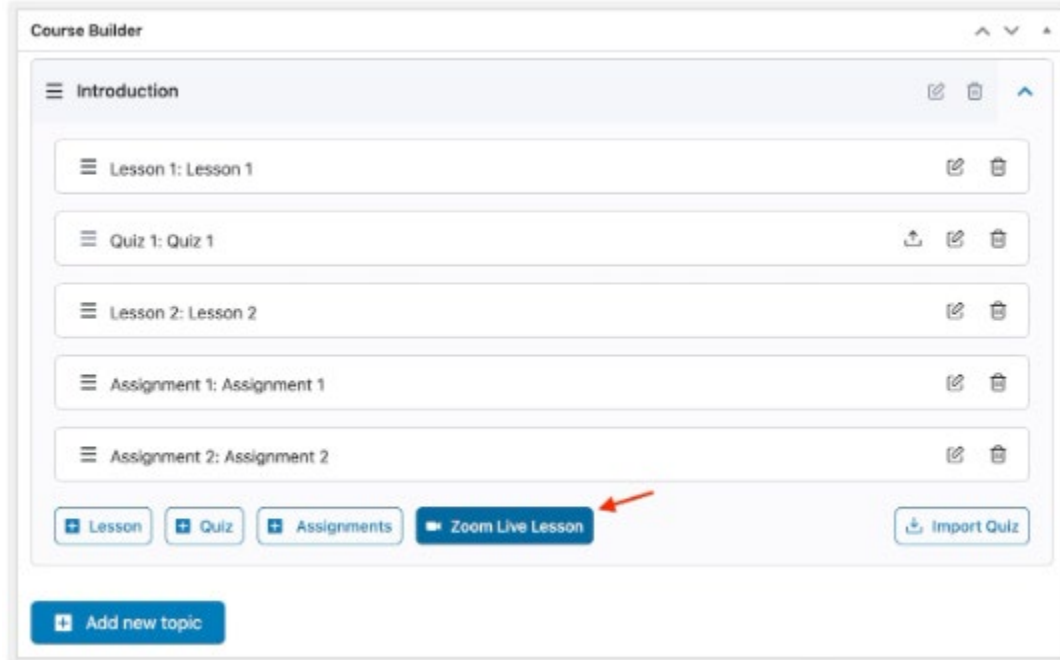 Course Builder
Introduction
Lesson 1: Lesson 1
Quiz 1: Quiz 1
Lesson 2: Lesson 2
Assignment 1: Assignment 1
Assignment 2: Assignment 2
Lesson Quiz Assignments Zoom Live Lesson Import Quiz
Add new topic